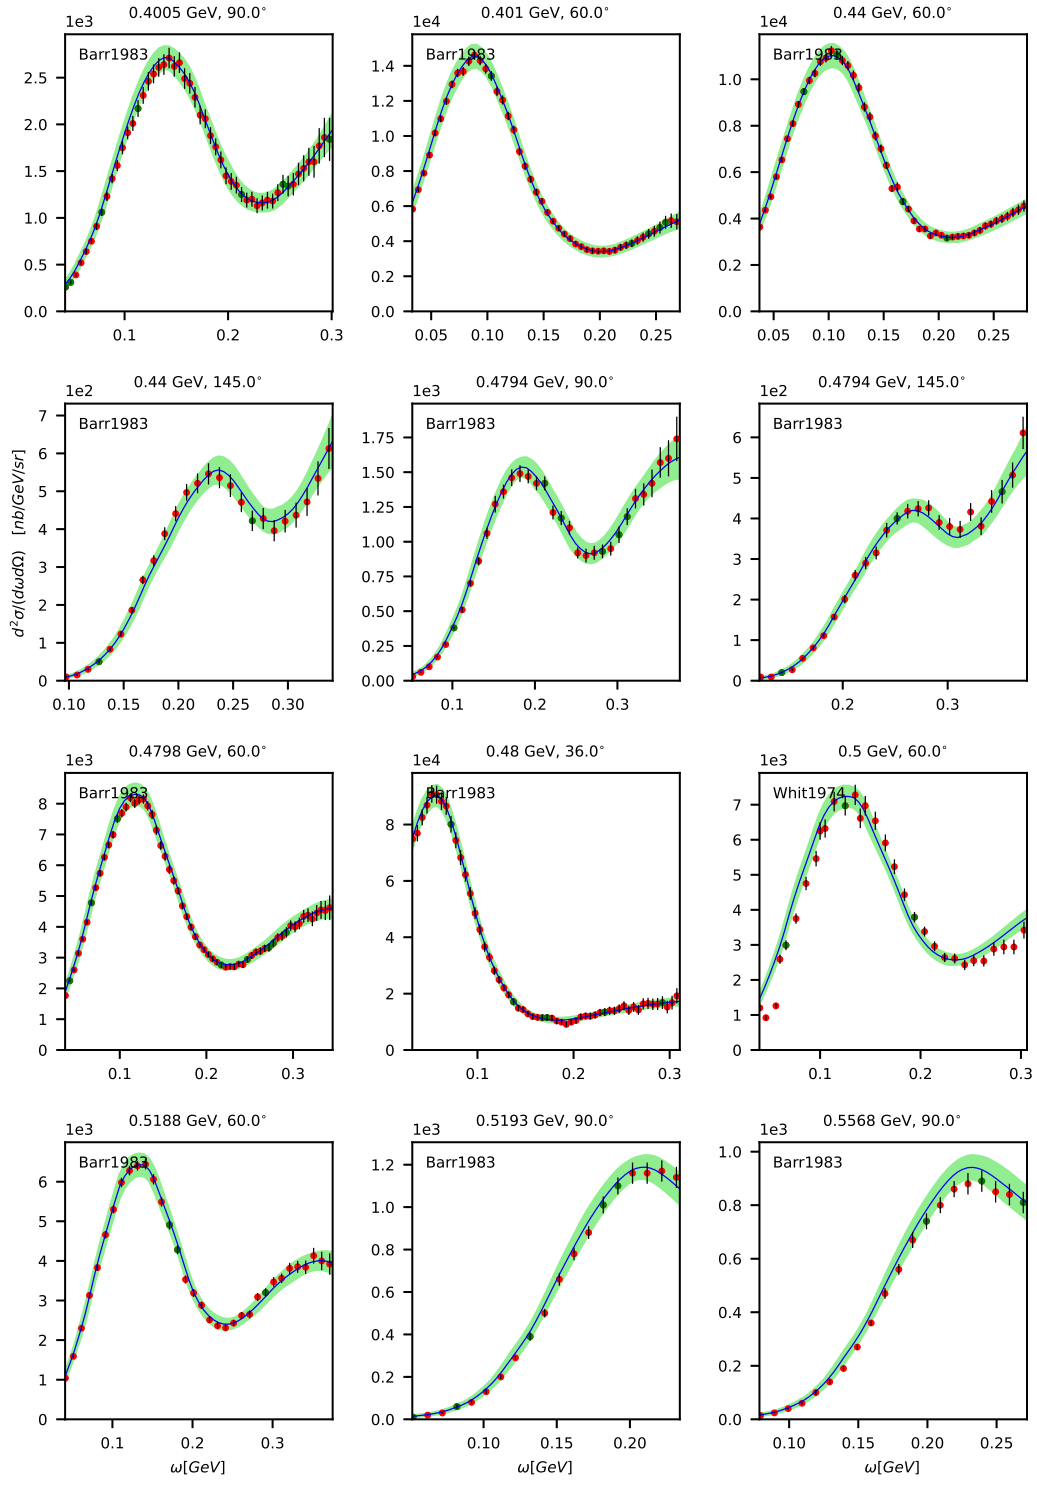 0.4005 GeV, 90.0°
1e3
Barr1983
2.5
2.0
1.5
1.0
0.5
0.0
0.1 0.2 0.3
0.401 GeV, 60.0°
1e4
Barr1983
1.4
1.2
1.0
0.8
0.6
0.4
0.2
0.0
0.05 0.10 0.15 0.20 0.25
0.44 GeV, 60.0°
1e4
Barr1983
1.0
0.8
0.6
0.4
0.2
0.0
0.05 0.10 0.15 0.20 0.25
0.44 GeV, 145.0°
1e2
Barr1983
7
6
5
4
3
2
1
0
0.10 0.15 0.20 0.25 0.30
d²σ/(dωdΩ) [nb/GeV/sr]
0.4794 GeV, 90.0°
1e3
Barr1983
1.75
1.50
1.25
1.00
0.75
0.50
0.25
0.00
0.1 0.2 0.3
0.4794 GeV, 145.0°
1e2
Barr1983
6
4
2
0
0.2 0.3
0.4798 GeV, 60.0°
1e3
Barr1983
8
7
6
5
4
3
2
1
0
0.1 0.2 0.3
0.48 GeV, 36.0°
1e4
Barr1983
8
6
4
2
0
0.1 0.2 0.3
0.5 GeV, 60.0°
1e3
Whit1974
7
6
5
4
3
2
1
0
0.1 0.2 0.3
0.5188 GeV, 60.0°
1e3
Barr1983
6
5
4
3
2
1
0
0.1 0.2 0.3
ω[GeV]
0.5193 GeV, 90.0°
1e3
Barr1983
1.2
1.0
0.8
0.6
0.4
0.2
0.0
0.10 0.15 0.20
ω[GeV]
0.5568 GeV, 90.0°
1e3
Barr1983
1.0
0.8
0.6
0.4
0.2
0.0
0.10 0.15 0.20 0.25
ω[GeV]